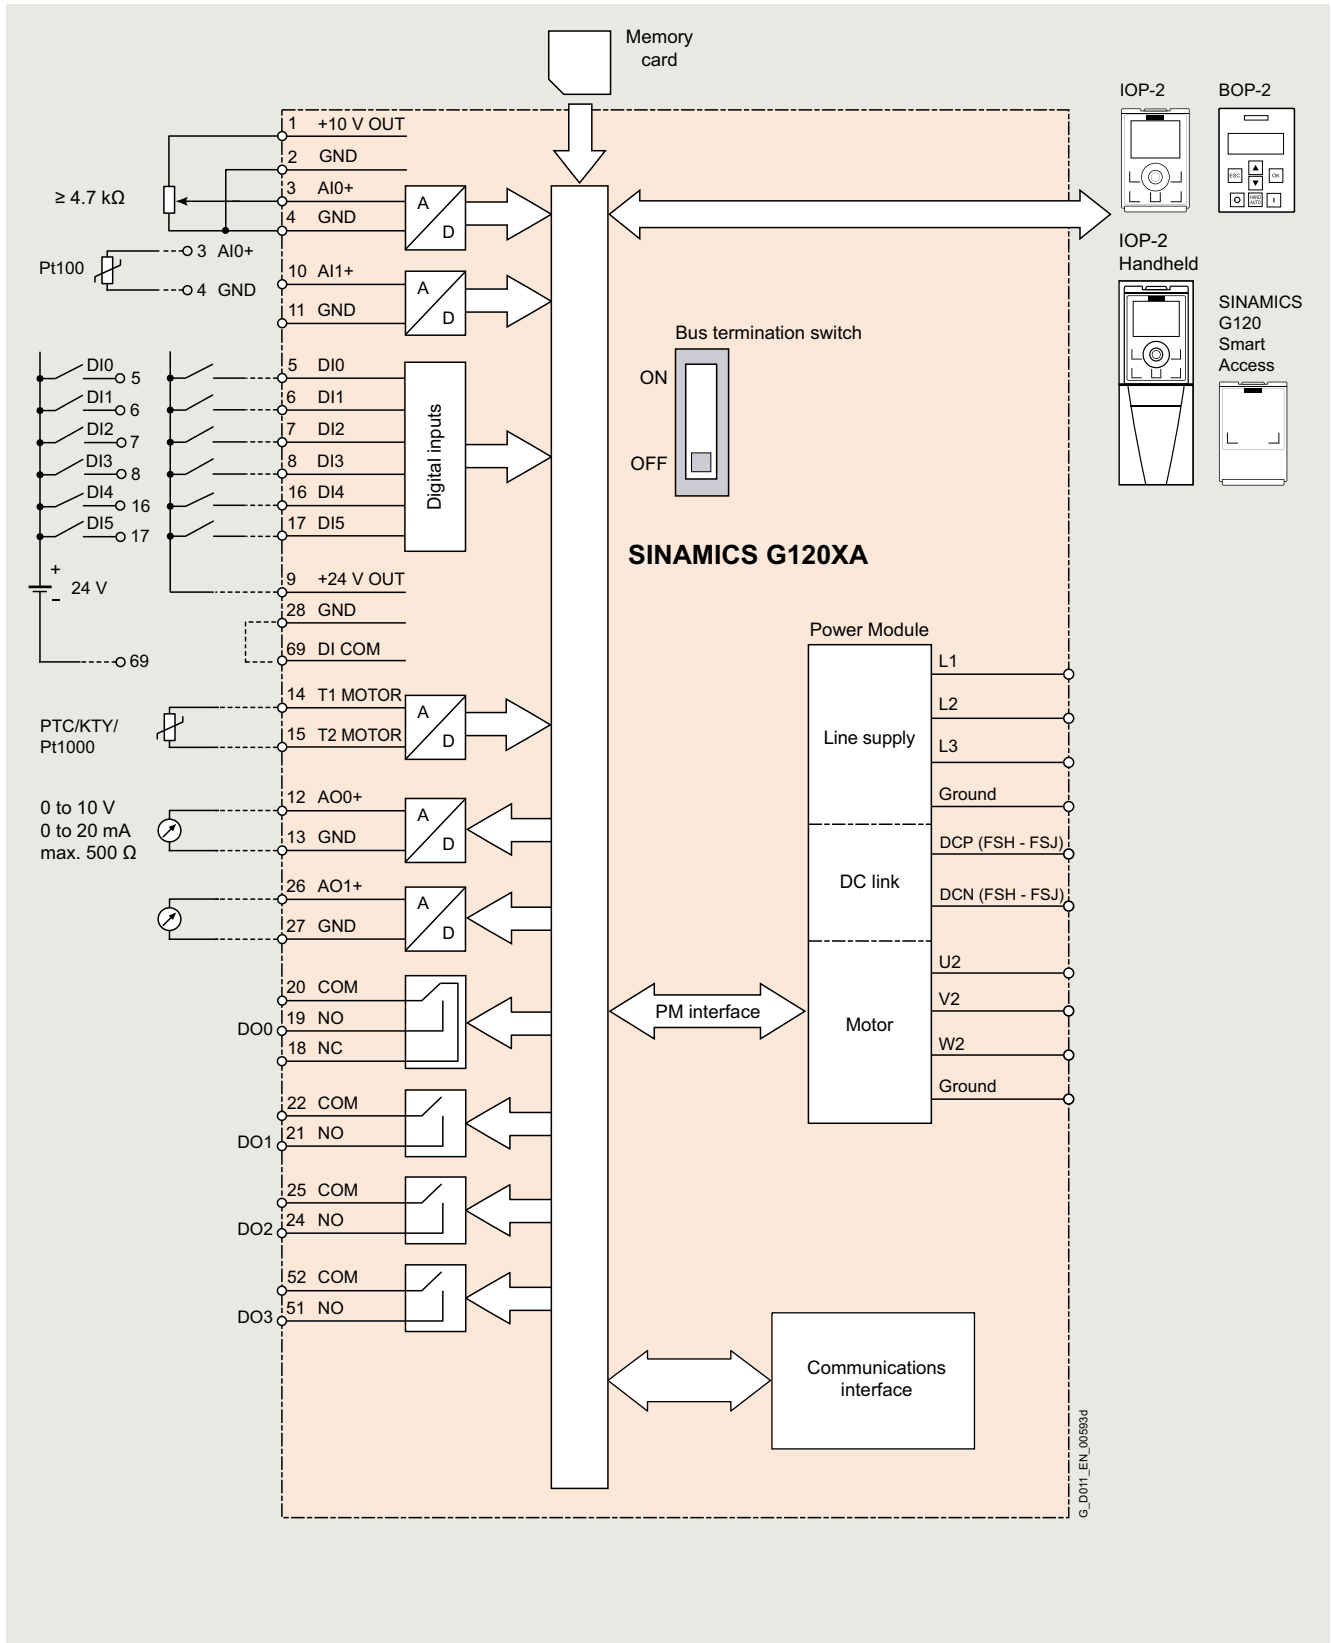 Memory
card
IOP-2
BOP-2
ESC
OK
HAND
AUTO
IOP-2
Handheld
SINAMICS
G120
Smart
Access
1 +10 V OUT
2 GND
≥ 4.7 kΩ
3 AI0+
4 GND
A
D
Pt100
3 AI0+
4 GND
10 AI1+
11 GND
A
D
Bus termination switch
ON
OFF
DI0
5
DI1
6
DI2
7
DI3
8
DI4
16
DI5
17
5 DI0
6 DI1
7 DI2
8 DI3
16 DI4
17 DI5
Digital inputs
SINAMICS G120XA
+
24 V
–
69
9 +24 V OUT
28 GND
69 DI COM
PTC/KTY/
Pt1000
14 T1 MOTOR
15 T2 MOTOR
A
D
0 to 10 V
0 to 20 mA
max. 500 Ω
12 AO0+
13 GND
A
D
26 AO1+
27 GND
A
D
DO0
20 COM
19 NO
18 NC
DO1
22 COM
21 NO
DO2
25 COM
24 NO
DO3
52 COM
51 NO
Power Module
Line supply
L1
L2
L3
Ground
DC link
DCP (FSH - FSJ)
DCN (FSH - FSJ)
PM interface
Motor
U2
V2
W2
Ground
Communications
interface
G_D011_EN_00593d